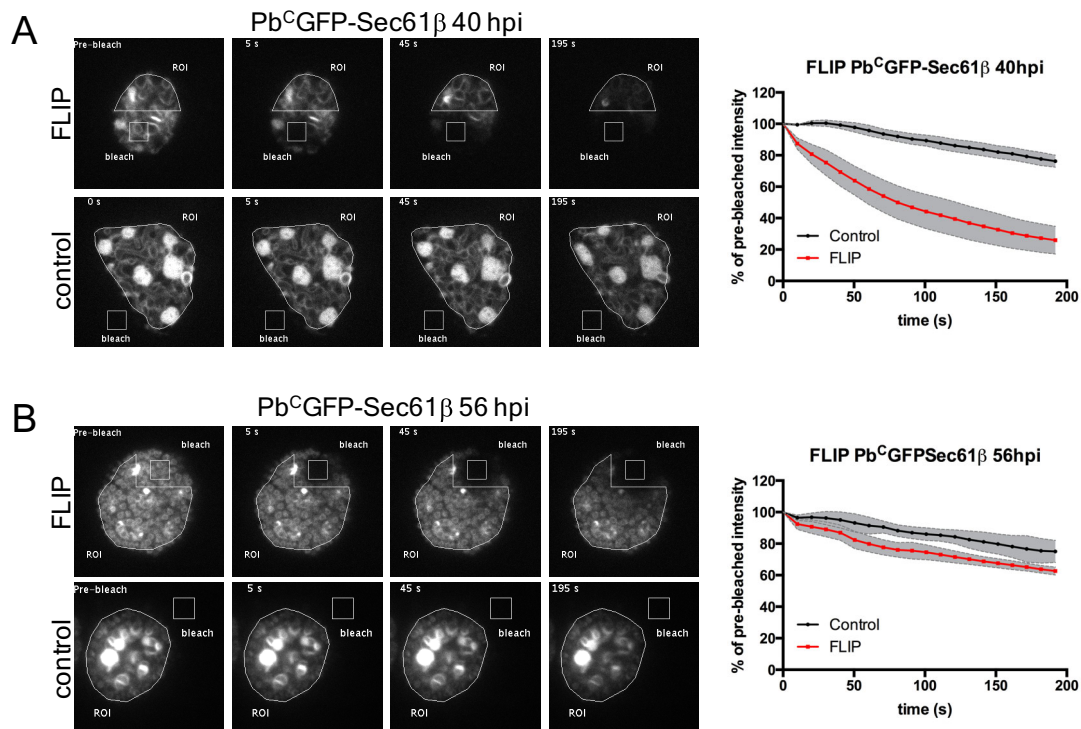 A
Pb^CGFP-Sec61β 40 hpi
FLIP
Pre-bleach
ROI
bleach
5 s
ROI
bleach
45 s
ROI
bleach
195 s
ROI
bleach
control
0 s
ROI
bleach
5 s
ROI
bleach
45 s
ROI
bleach
195 s
ROI
bleach
FLIP Pb^CGFP-Sec61β 40hpi
% of pre-bleached intensity
120
100
80
60
40
20
0
Control
FLIP
0 50 100 150 200
time (s)
B
Pb^CGFP-Sec61β 56 hpi
FLIP
Pre-bleach
bleach
ROI
5 s
bleach
ROI
45 s
bleach
ROI
195 s
bleach
ROI
control
Pre-bleach
bleach
ROI
5 s
bleach
ROI
45 s
bleach
ROI
195 s
bleach
ROI
FLIP Pb^CGFPSec61β 56hpi
% of pre-bleached intensity
120
100
80
60
40
20
0
Control
FLIP
0 50 100 150 200
time (s)